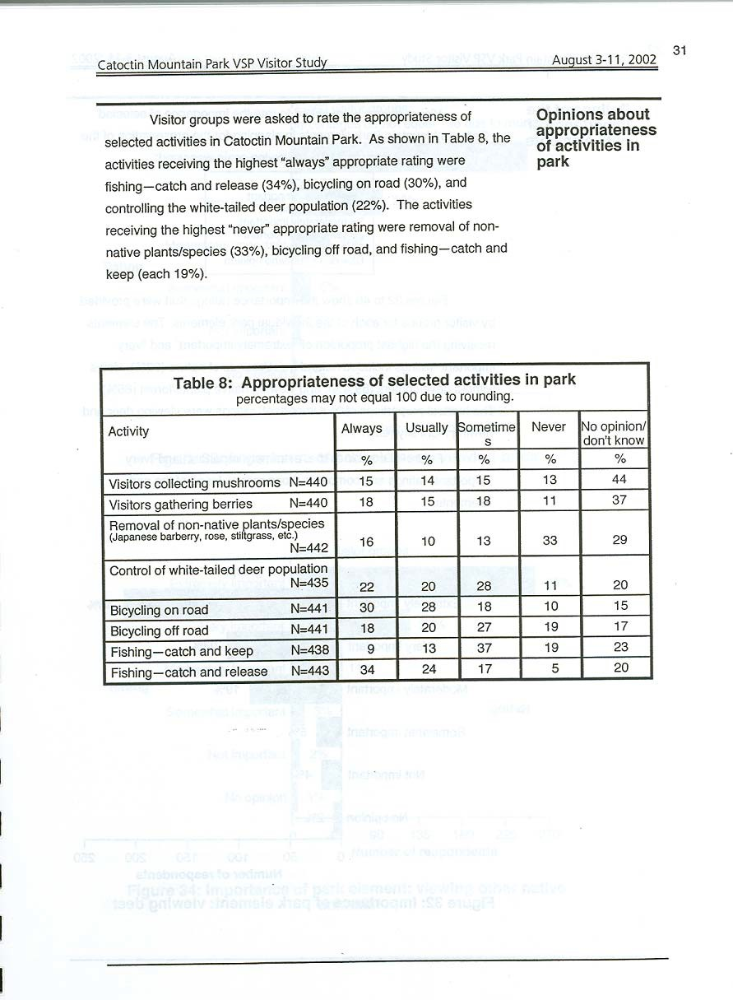 31
Catoctin Mountain Park VSP Visitor Study August 3-11, 2002
Visitor groups were asked to rate the appropriateness of
selected activities in Catoctin Mountain Park. As shown in Table 8, the
activities receiving the highest “always” appropriate rating were
fishing—catch and release (34%), bicycling on road (30%), and
controlling the white-tailed deer population (22%). The activities
receiving the highest “never” appropriate rating were removal of non-
native plants/species (33%), bicycling off road, and fishing—catch and
keep (each 19%).
Opinions about
appropriateness
of activities in
park
Table 8: Appropriateness of selected activities in park
percentages may not equal 100 due to rounding.
Activity Always Usually Sometime Never No opinion/
s don't know
% % % % %
Visitors collecting mushrooms N=440 15 14 15 13 44
Visitors gathering berries N=440 18 15 18 11 37
Removal of non-native plants/species
(Japanese barberry, rose, stiltgrass, etc.)
N=442 16 10 13 33 29
Control of white-tailed deer population
N=435 22 20 28 11 20
Bicycling on road N=441 30 28 18 10 15
Bicycling off road N=441 18 20 27 19 17
Fishing—catch and keep N=438 9 13 37 19 23
Fishing—catch and release N=443 34 24 17 5 20